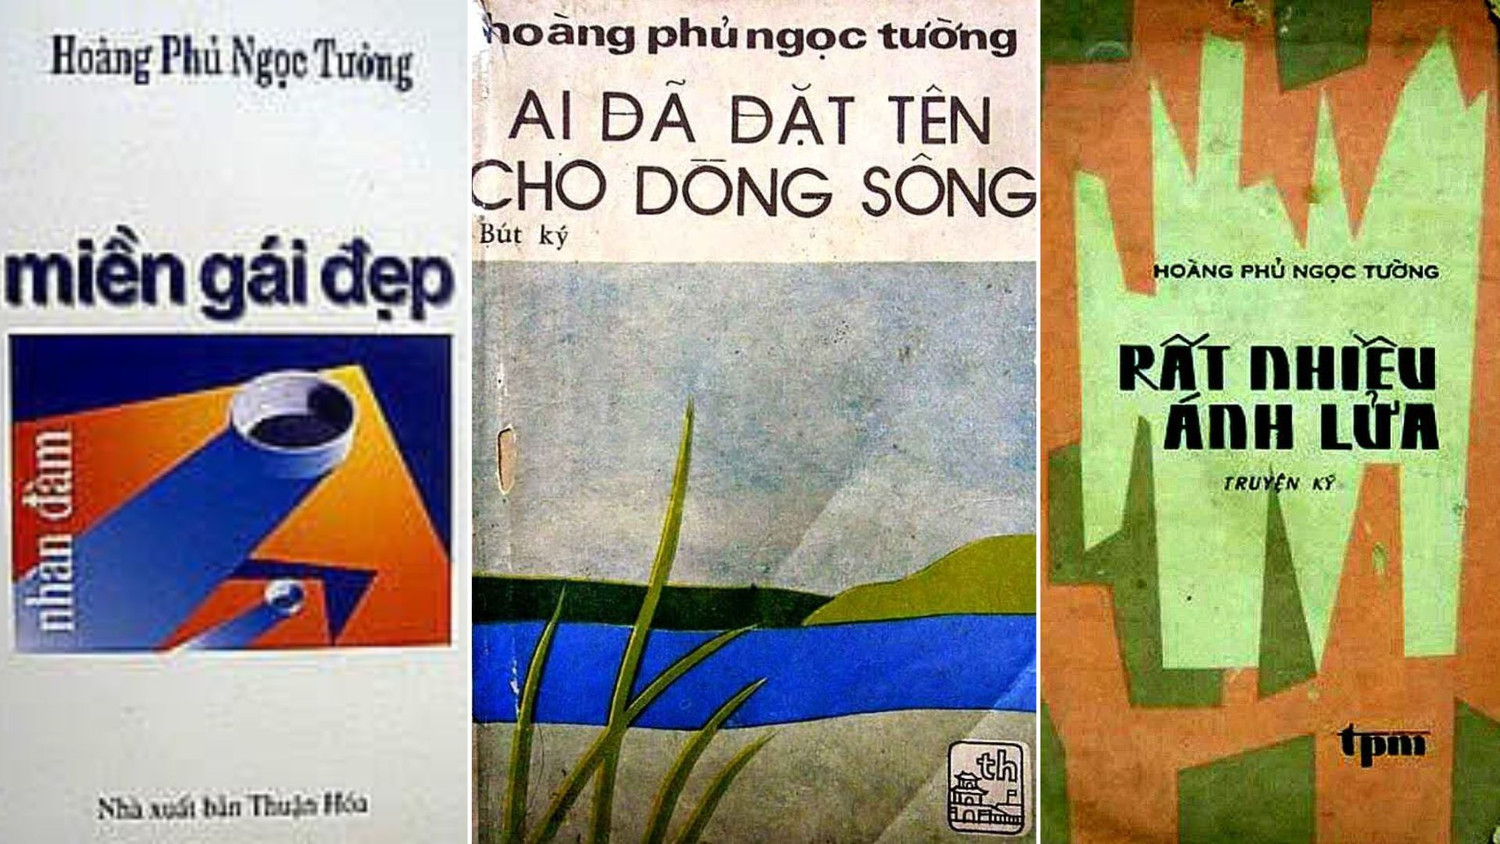 Hoàng Phủ Ngọc Tường
miền gái đẹp
nhàn đàm
Nhà xuất bản Thuận Hóa
hoàng phủ ngọc tường
AI ĐÃ ĐẶT TÊN
CHO DÒNG SÔNG
Bút ký
th
HOÀNG PHỦ NGỌC TƯỜNG
RẤT NHIỀU
ÁNH LỬA
TRUYỆN KÝ
tpm